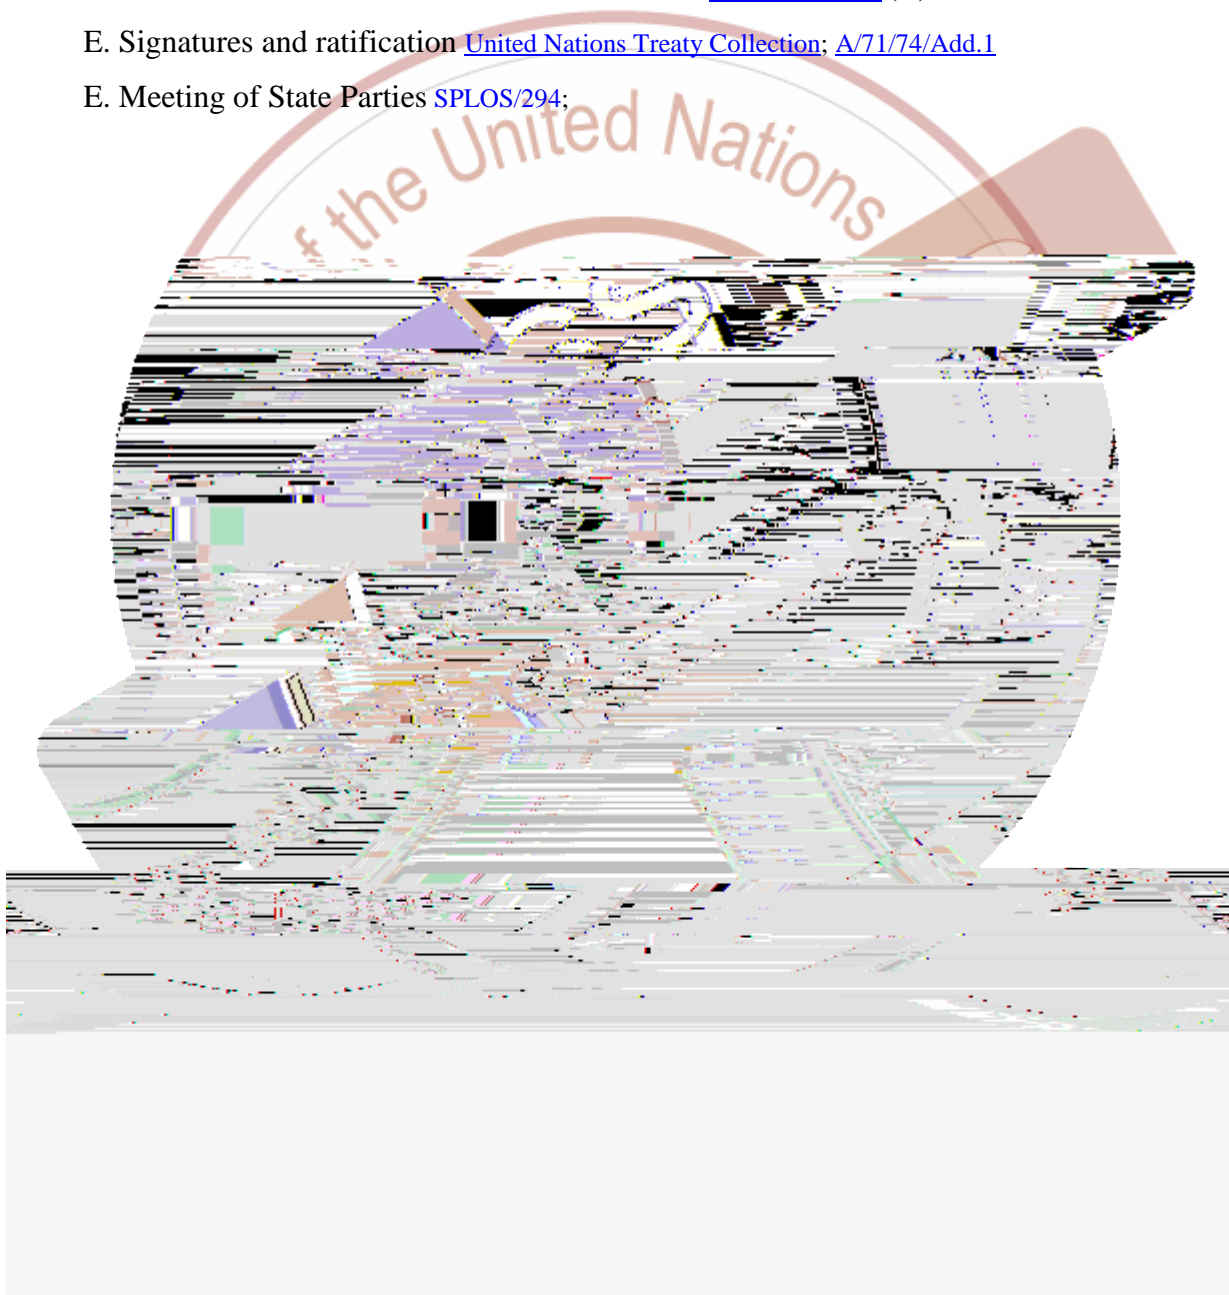 E. Signatures and ratification United Nations Treaty Collection; A/71/74/Add.1
E. Meeting of State Parties SPLOS/294;
f the United Nations